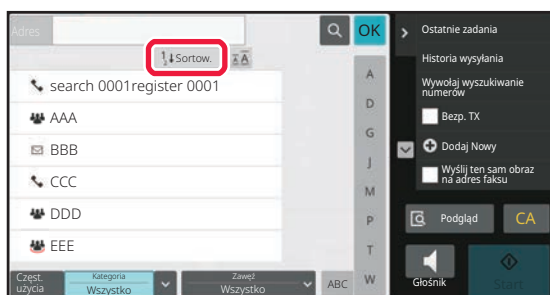 Adres
OK
Sortow.
search 0001register 0001
AAA
BBB
CCC
DDD
EEE
A
D
G
J
M
P
T
W
Częst.
użycia
Kategoria
Wszystko
Zawęź
Wszystko
ABC
Ostatnie zadania
Historia wysyłania
Wywołaj wyszukiwanie
numerów
Bezp. TX
Dodaj Nowy
Wyślij ten sam obraz
na adres faksu
Podgląd
CA
Głośnik
Start